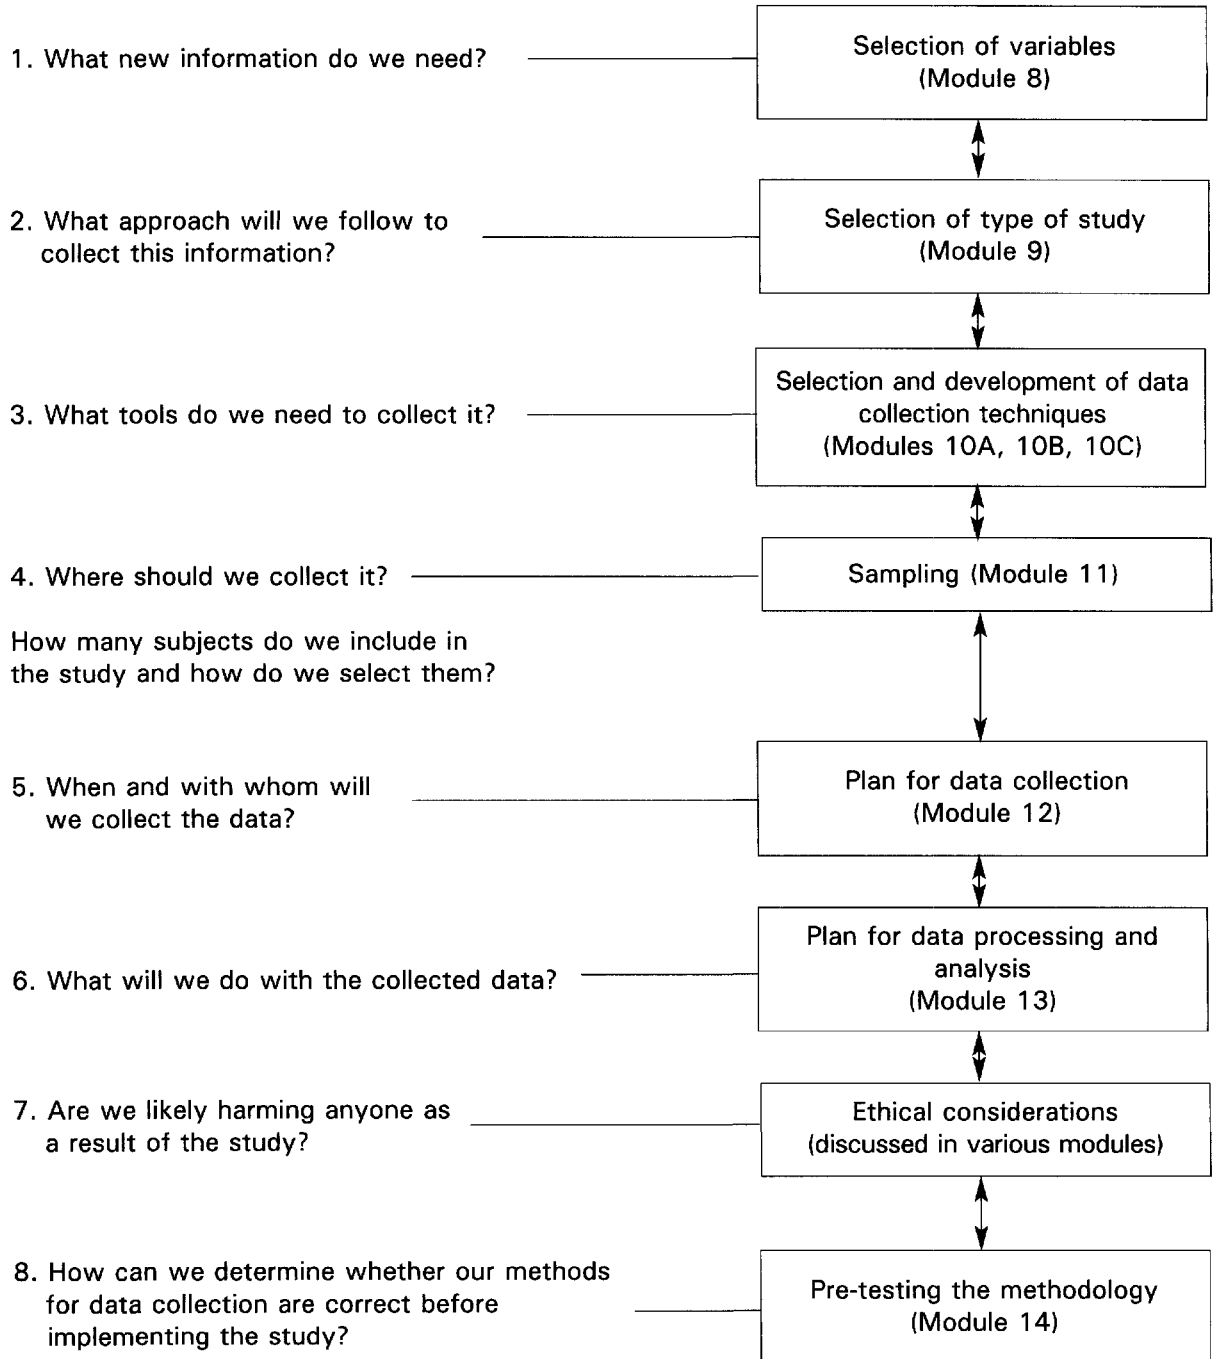 1. What new information do we need?
Selection of variables
(Module 8)
2. What approach will we follow to
collect this information?
Selection of type of study
(Module 9)
3. What tools do we need to collect it?
Selection and development of data
collection techniques
(Modules 10A, 10B, 10C)
4. Where should we collect it?
Sampling (Module 11)
How many subjects do we include in
the study and how do we select them?
5. When and with whom will
we collect the data?
Plan for data collection
(Module 12)
6. What will we do with the collected data?
Plan for data processing and
analysis
(Module 13)
7. Are we likely harming anyone as
a result of the study?
Ethical considerations
(discussed in various modules)
8. How can we determine whether our methods
for data collection are correct before
implementing the study?
Pre-testing the methodology
(Module 14)